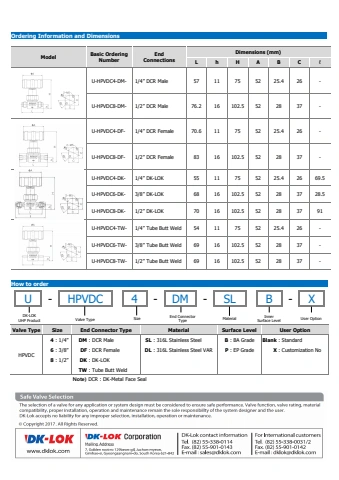 Ordering Information and Dimensions
Model Basic Ordering Number End Connections Dimensions (mm)
L h H A B C ℓ
U-HPVDC4-DM- 1/4" DCR Male 57 11 75 52 25.4 26 -
U-HPVDC8-DM- 1/2" DCR Male 76.2 16 102.5 52 28 37 -
U-HPVDC4-DF- 1/4" DCR Female 70.6 11 75 52 25.4 26 -
U-HPVDC8-DF- 1/2" DCR Female 83 16 102.5 52 28 37 -
U-HPVDC4-DK- 1/4" DK-LOK 55 11 75 52 25.4 26 69.5
U-HPVDC6-DK- 3/8" DK-LOK 68 16 102.5 52 28 37 28.5
U-HPVDC8-DK- 1/2" DK-LOK 70 16 102.5 52 28 37 91
U-HPVDC4-TW- 1/4" Tube Butt Weld 54 11 75 52 25.4 26 -
U-HPVDC6-TW- 3/8" Tube Butt Weld 69 16 102.5 52 28 37 -
U-HPVDC8-TW- 1/2" Tube Butt Weld 69 16 102.5 52 28 37 -
How to order
U - HPVDC 4 - DM - SL B - X
DK-LOK UHP Product Valve Type Size End Connector Type Material Inner Surface Level User Option
Valve Type Size End Connector Type Material Surface Level User Option
HPVDC
4 : 1/4" DM : DCR Male SL : 316L Stainless Steel B : BA Grade Blank : Standard
6 : 3/8" DF : DCR Female DL : 316L Stainless Steel VAR P : EP Grade X : Customization No
8 : 1/2" DK : DK-LOK
TW : Tube Butt Weld
Note) DCR : DK-Metal Face Seal
Safe Valve Selection
The selection of a valve for any application or system design must be considered to ensure safe performance. Valve function, valve rating, material
compatibility, proper installation, operation and maintenance remain the sole responsibility of the system designer and the user.
DK-Lok accepts no liability for any improper selection, installation, operation or maintenance.
© Copyright 2017. All Rights Reserved.
DK-LOK
www.dklok.com
DK-LOK Corporation
Mailing Address
DK-Lok contact information
Tel. (82) 55-338-0114
Fax. (82) 55-901-0143
E-mail : sales@dklok.com
For International customers
Tel. (82) 55-338-0031/2
Fax. (82) 55-901-0142
E-mail : sales@dklok.com